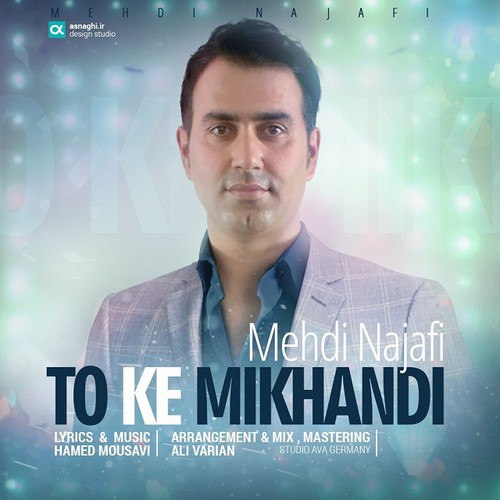 MEHDI NAJAFI
asnaghi.ir
design studio
Mehdi Najafi
TO KE MIKHANDI
LYRICS & MUSIC
HAMED MOUSAVI
ARRANGEMENT & MIX , MASTERING
ALI VARIAN
STUDIO AVA GERMANY